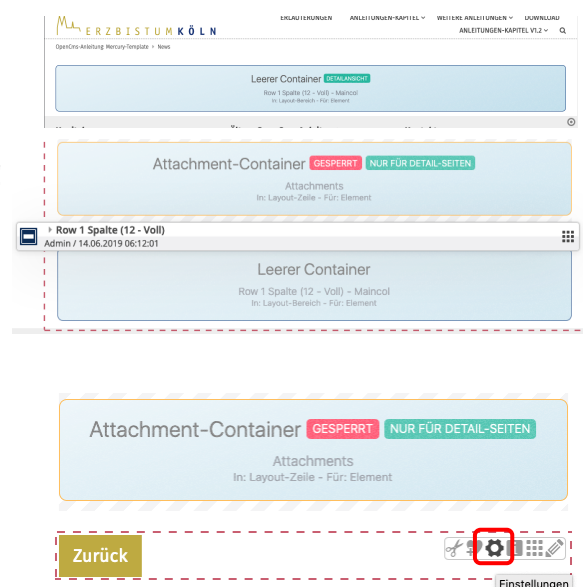 ERLÄUTERUNGEN ANLEITUNGEN-KAPITEL WEITERE ANLEITUNGEN DOWNLOAD
ERZBISTUM KÖLN
ANLEITUNGEN-KAPITEL V1.2
OpenCms-Anleitung: Mercury-Template › News
Leerer Container DETAILANSICHT
Row 1 Spalte (12 - Voll) - Maincol
In: Layout-Bereich - Für: Element
Attachment-Container GESPERRT NUR FÜR DETAIL-SEITEN
Attachments
In: Layout-Zeile - Für: Element
Row 1 Spalte (12 - Voll)
Admin / 14.06.2019 06:12:01
Leerer Container
Row 1 Spalte (12 - Voll) - Maincol
In: Layout-Bereich - Für: Element
Attachment-Container GESPERRT NUR FÜR DETAIL-SEITEN
Attachments
In: Layout-Zeile - Für: Element
Zurück
Einstellungen